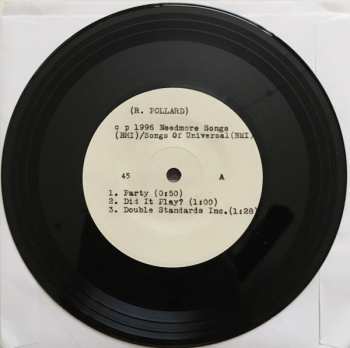 (R. POLLARD)
c p 1996 Needmore Songs
(BMI)/Songs Of Universal(BMI)
45 A
1. Party (0:50)
2. Did It Play? (1:00)
3. Double Standards Inc.(1:28)